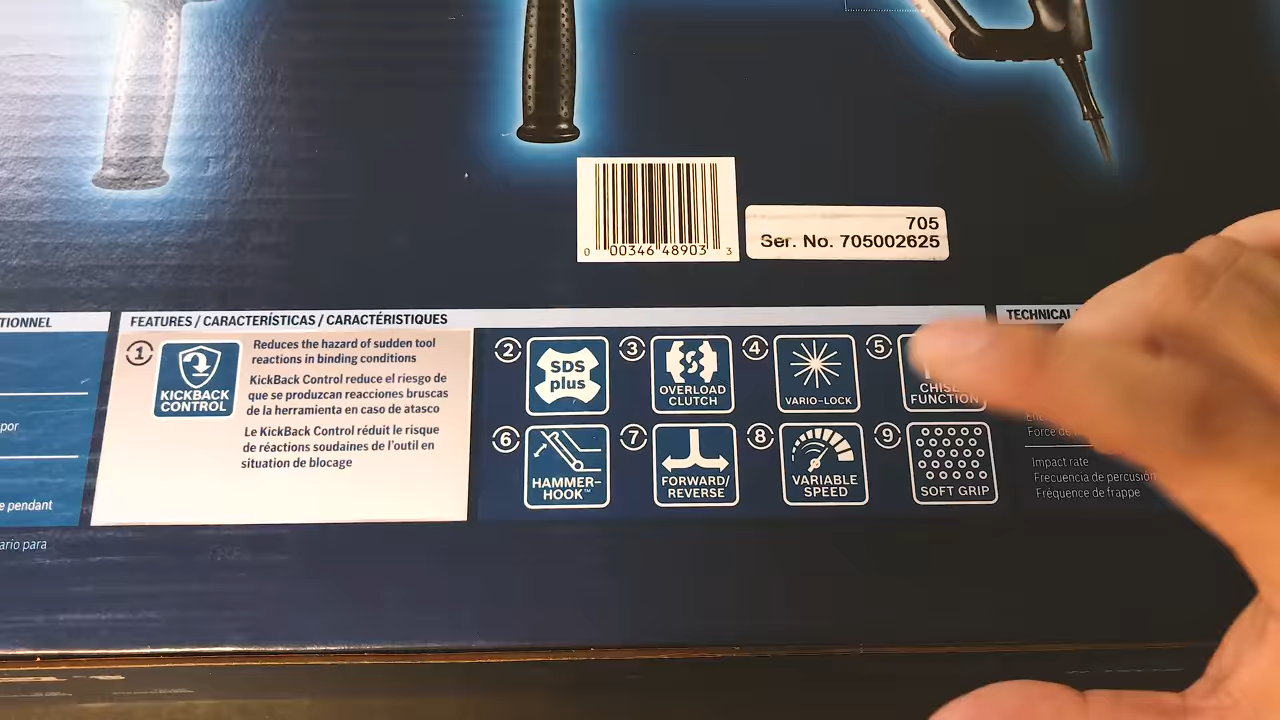 0 00346 48903 3
705
Ser. No. 705002625
TIONNEL
por
e pendant
ario para
FEATURES / CARACTERÍSTICAS / CARACTÉRISTIQUES
1
KICKBACK
CONTROL
Reduces the hazard of sudden tool
reactions in binding conditions
KickBack Control reduce el riesgo de
que se produzcan reacciones bruscas
de la herramienta en caso de atasco
Le KickBack Control réduit le risque
de réactions soudaines de l'outil en
situation de blocage
2
SDS
plus
3
OVERLOAD
CLUTCH
4
VARIO-LOCK
5
CHISEL
FUNCTION
6
HAMMER-
HOOK™
7
FORWARD/
REVERSE
8
VARIABLE
SPEED
9
SOFT GRIP
TECHNICAL
Force de
Impact rate
Frecuencia de percusión
Fréquence de frappe